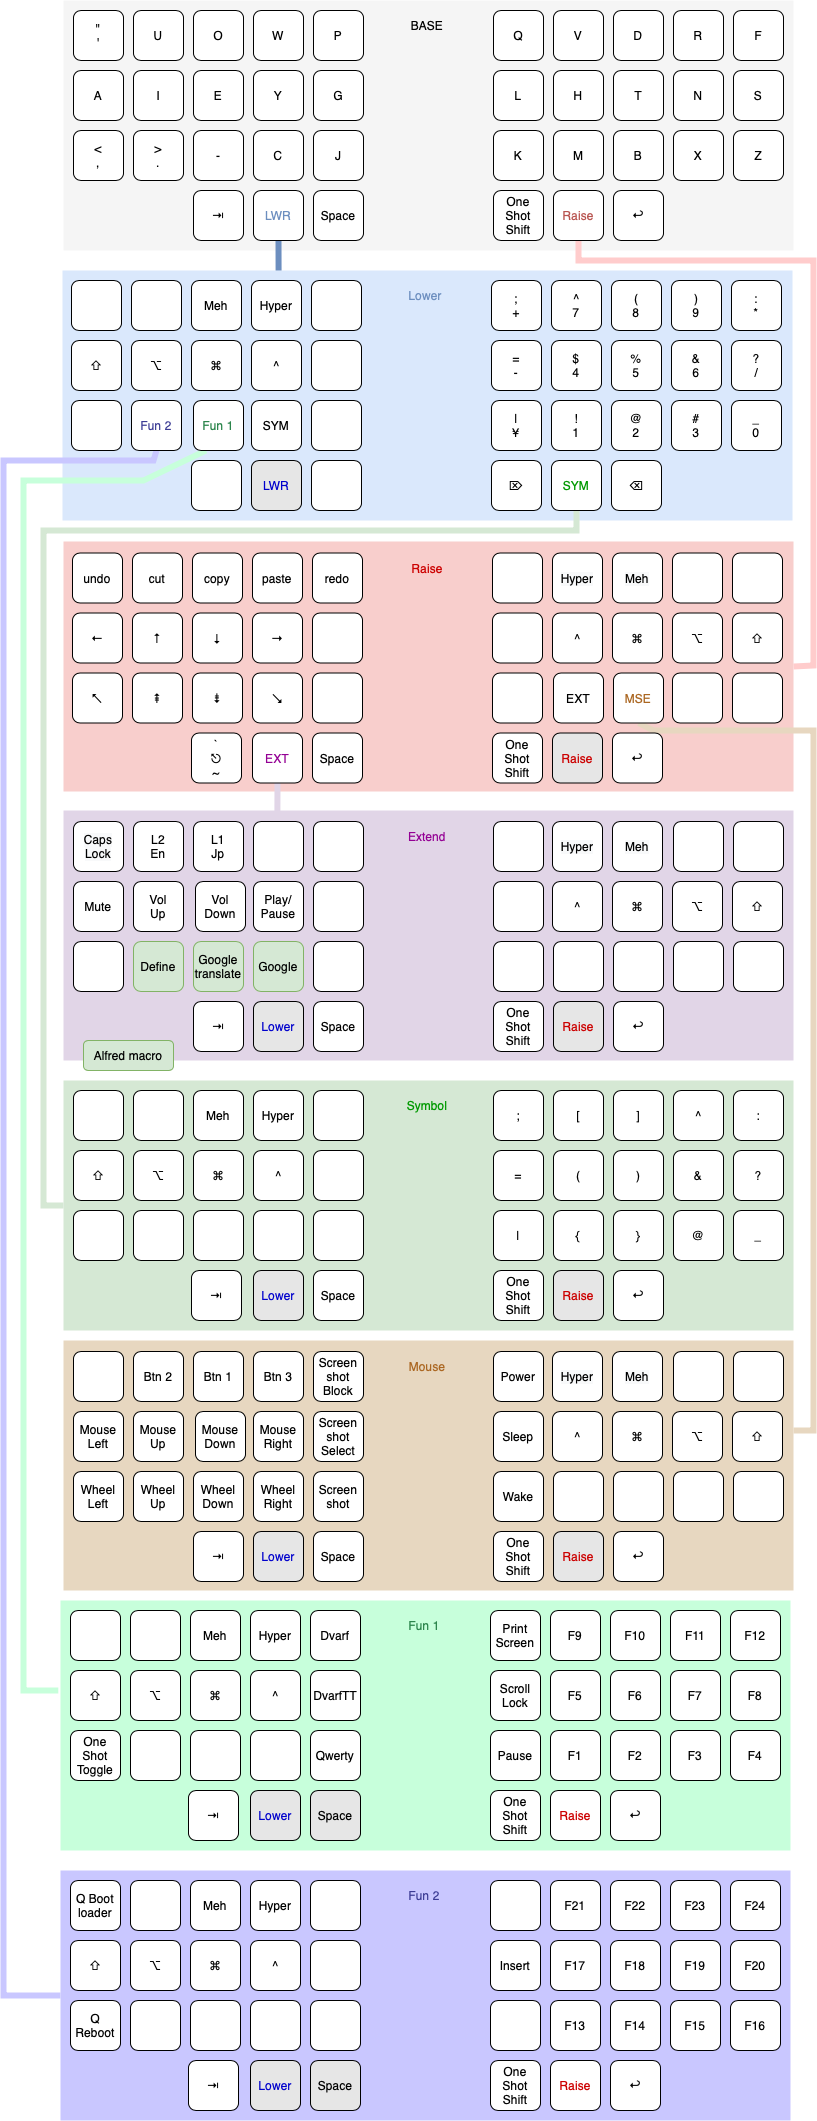 " U O W P BASE Q V D R F
'
A I E Y G L H T N S
< > - C J K M B X Z
, .
⇥ LWR Space One Shot Shift Raise ↩
Meh Hyper Lower ; ^ ( ) :
+ 7 8 9 *
⇧ ⌥ ⌘ ^ = $ % & ?
- 4 5 6 /
Fun 2 Fun 1 SYM | ! @ # _
¥ 1 2 3 0
LWR ⌦ SYM ⌫
undo cut copy paste redo Raise Hyper Meh
← ↑ ↓ → ^ ⌘ ⌥ ⇧
↖ ⇞ ⇟ ↘ EXT MSE
` ⎋ ~ EXT Space One Shot Shift Raise ↩
Caps Lock L2 En L1 Jp Extend Hyper Meh
Mute Vol Up Vol Down Play/ Pause ^ ⌘ ⌥ ⇧
Define Google translate Google
⇥ Lower Space One Shot Shift Raise ↩
Alfred macro
Meh Hyper Symbol ; [ ] ^ :
⇧ ⌥ ⌘ ^ = ( ) & ?
| { } @ _
⇥ Lower Space One Shot Shift Raise ↩
Btn 2 Btn 1 Btn 3 Screen shot Block Mouse Power Hyper Meh
Mouse Left Mouse Up Mouse Down Mouse Right Screen shot Select Sleep ^ ⌘ ⌥ ⇧
Wheel Left Wheel Up Wheel Down Wheel Right Screen shot Wake
⇥ Lower Space One Shot Shift Raise ↩
Meh Hyper Dvarf Fun 1 Print Screen F9 F10 F11 F12
⇧ ⌥ ⌘ ^ DvarfTT Scroll Lock F5 F6 F7 F8
One Shot Toggle Qwerty Pause F1 F2 F3 F4
⇥ Lower Space One Shot Shift Raise ↩
Q Boot loader Meh Hyper Fun 2 F21 F22 F23 F24
⇧ ⌥ ⌘ ^ Insert F17 F18 F19 F20
Q Reboot F13 F14 F15 F16
⇥ Lower Space One Shot Shift Raise ↩